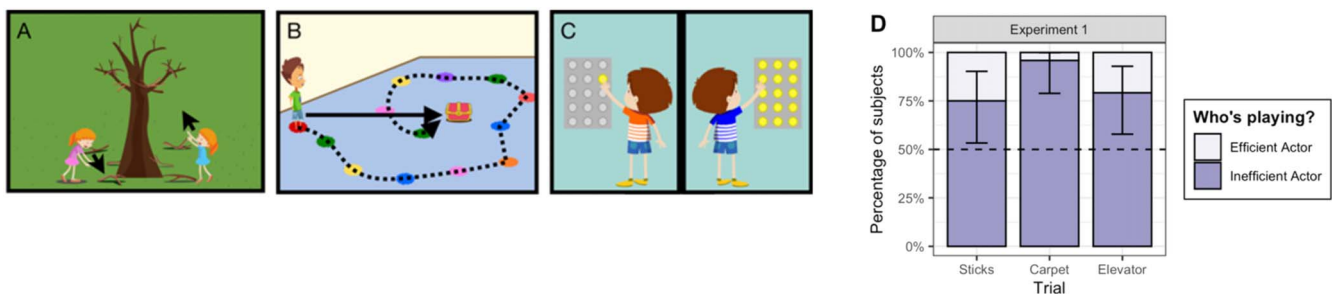 A
B
C
D
Experiment 1
100%
75%
50%
25%
0%
Percentage of subjects
Sticks
Carpet
Elevator
Trial
Who's playing?
Efficient Actor
Inefficient Actor